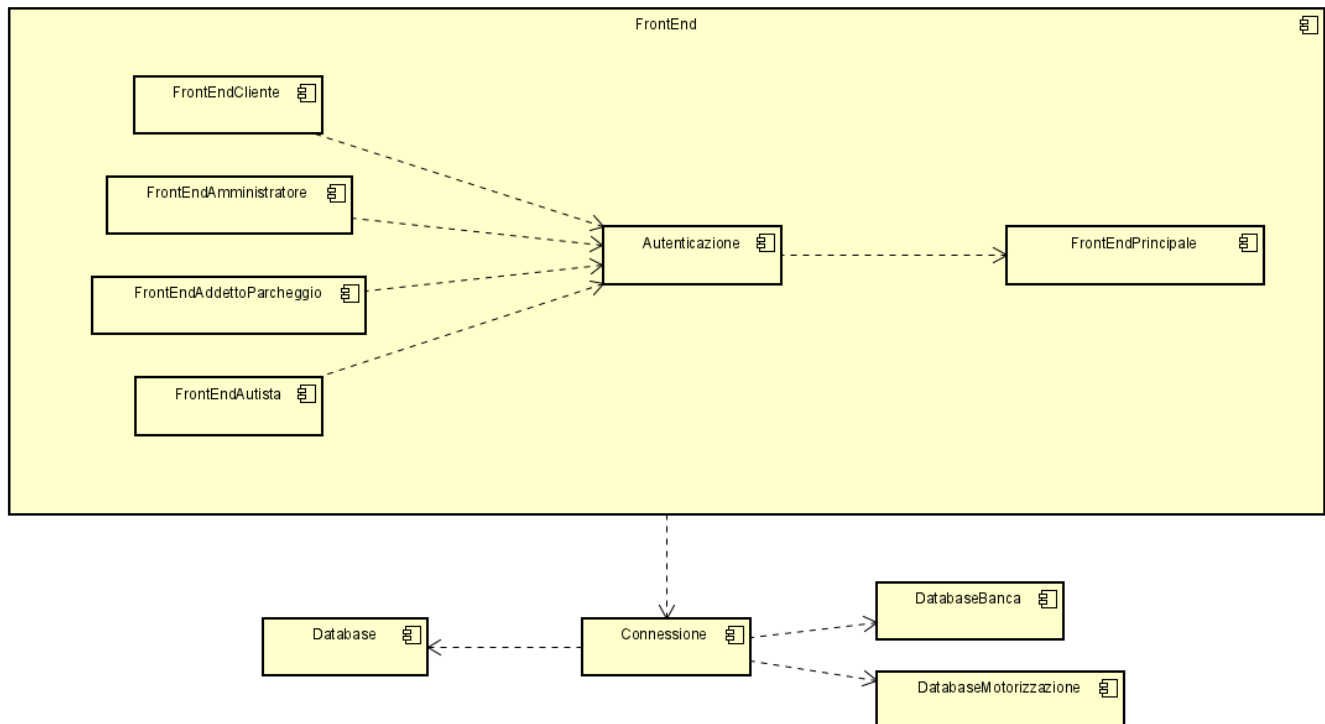 FrontEnd
FrontEndCliente
FrontEndAmministratore
FrontEndAddettoParcheggio
FrontEndAutista
Autenticazione
FrontEndPrincipale
Database
Connessione
DatabaseBanca
DatabaseMotorizzazione